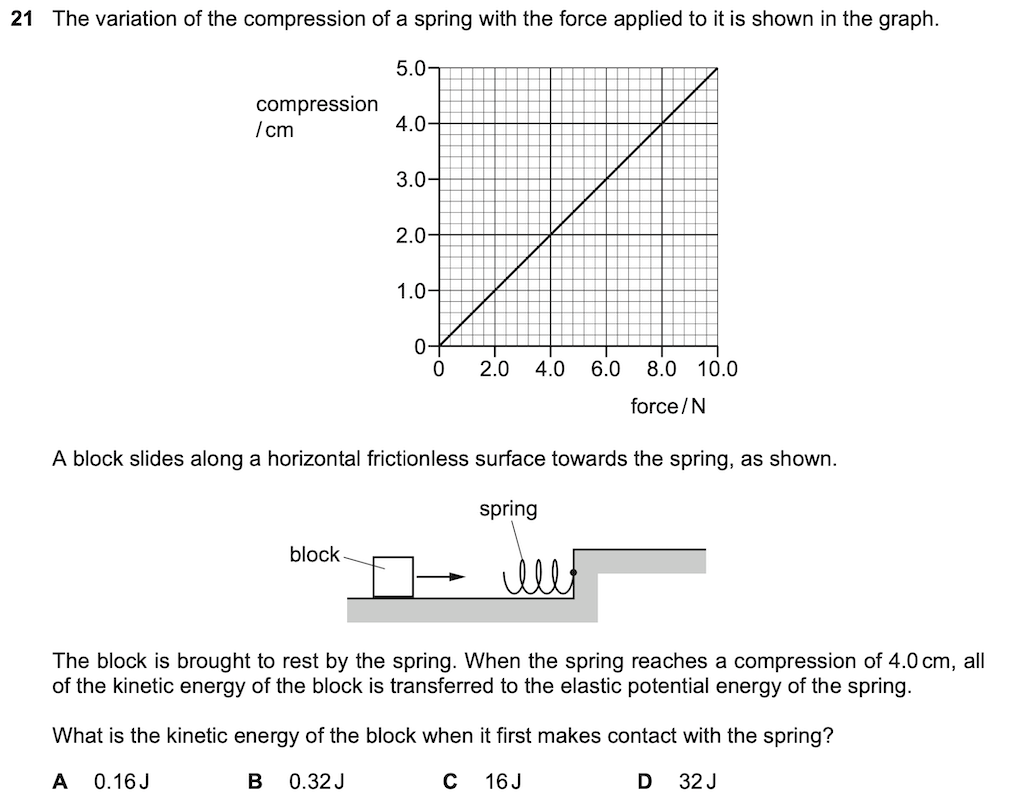 21 The variation of the compression of a spring with the force applied to it is shown in the graph.
5.0
compression
/ cm
4.0
3.0
2.0
1.0
0
0 2.0 4.0 6.0 8.0 10.0
force / N
A block slides along a horizontal frictionless surface towards the spring, as shown.
spring
block
The block is brought to rest by the spring. When the spring reaches a compression of 4.0 cm, all
of the kinetic energy of the block is transferred to the elastic potential energy of the spring.
What is the kinetic energy of the block when it first makes contact with the spring?
A 0.16 J B 0.32 J C 16 J D 32 J